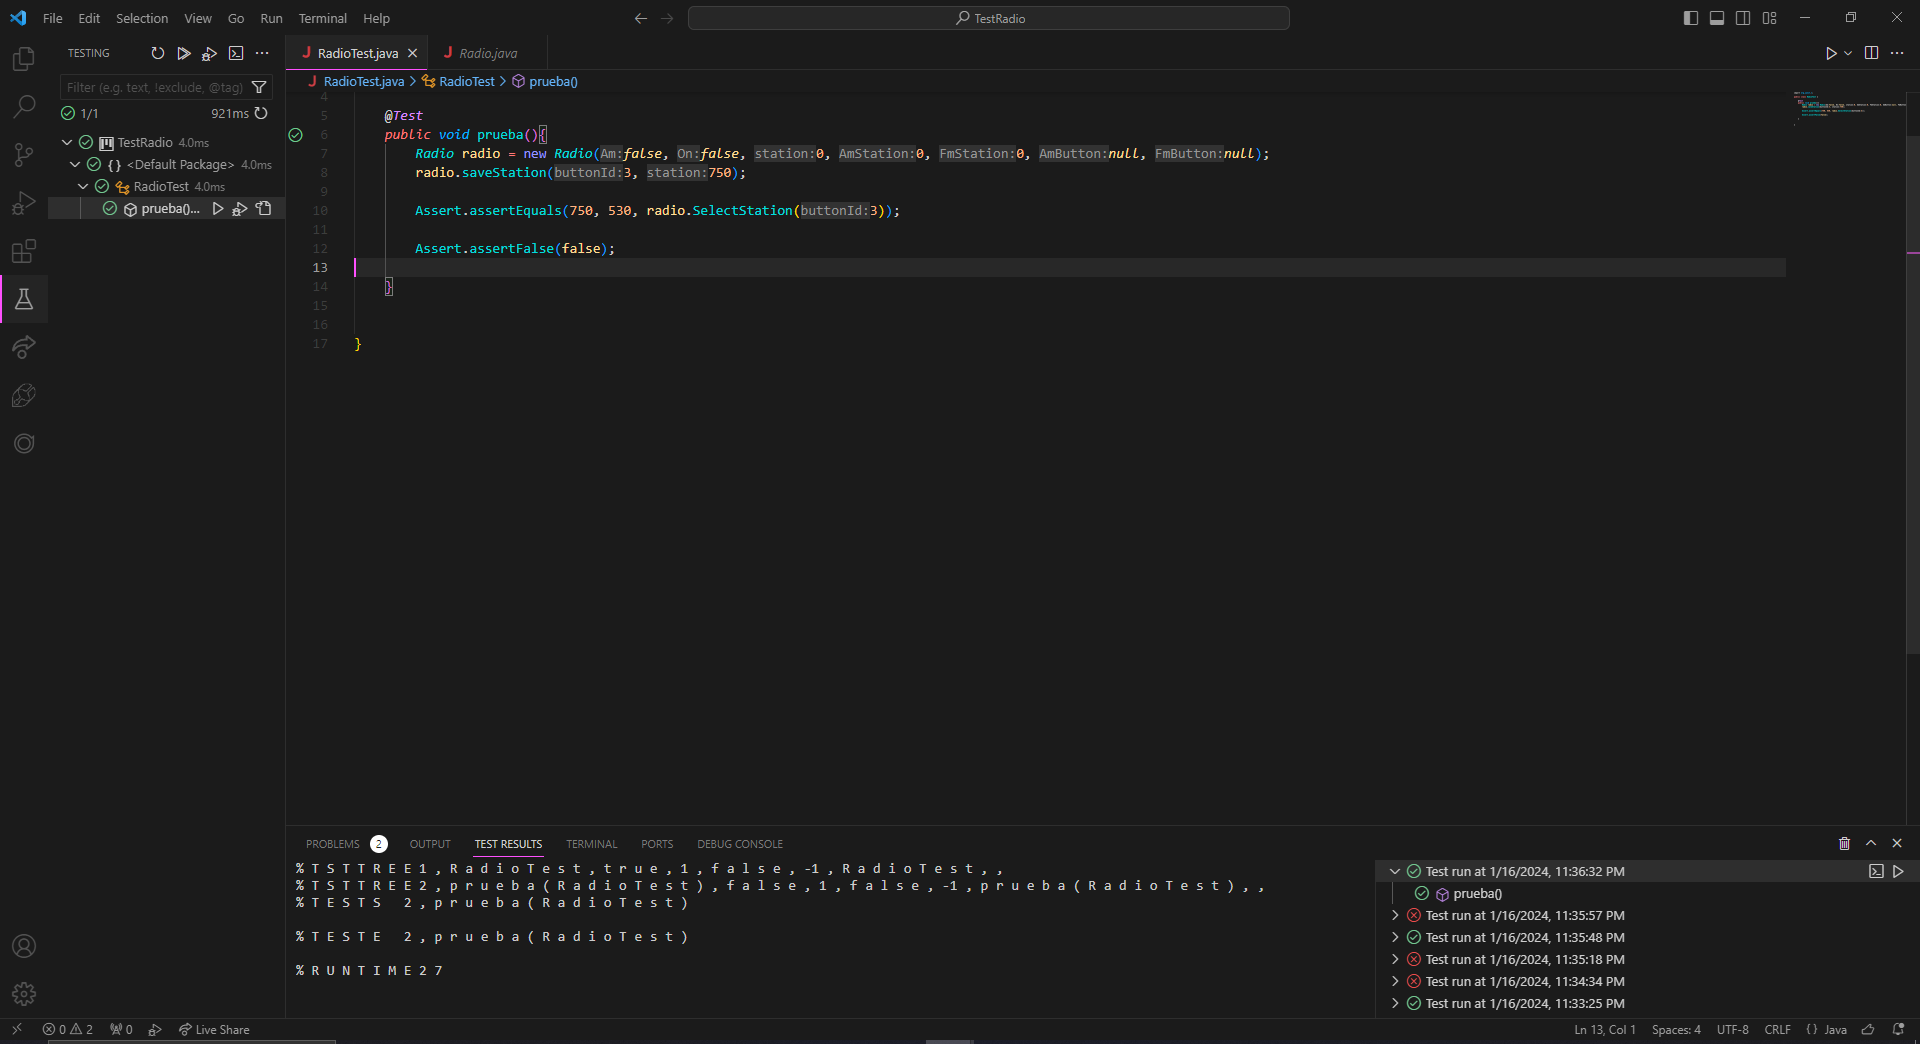 File Edit Selection View Go Run Terminal Help
TestRadio
TESTING
RadioTest.java
Radio.java
Filter (e.g. text, !exclude, @tag)
RadioTest.java > RadioTest > prueba()
1/1
921ms
TestRadio 4.0ms
{} <Default Package> 4.0ms
RadioTest 4.0ms
prueba()...
4
5 @Test
6 public void prueba(){
7 Radio radio = new Radio(Am:false, On:false, station:0, AmStation:0, FmStation:0, AmButton:null, FmButton:null);
8 radio.saveStation(buttonId:3, station:750);
9
10 Assert.assertEquals(750, 530, radio.SelectStation(buttonId:3));
11
12 Assert.assertFalse(false);
13
14 }
15
16
17 }
PROBLEMS 2 OUTPUT TEST RESULTS TERMINAL PORTS DEBUG CONSOLE
%TSTTREE1,RadioTest,true,1,false,-1,RadioTest,,
%TSTTREE2,prueba(RadioTest),false,1,false,-1,prueba(RadioTest),,
%TESTS 2,prueba(RadioTest)
%TESTE 2,prueba(RadioTest)
%RUNTIME27
Test run at 1/16/2024, 11:36:32 PM
prueba()
Test run at 1/16/2024, 11:35:57 PM
Test run at 1/16/2024, 11:35:48 PM
Test run at 1/16/2024, 11:35:18 PM
Test run at 1/16/2024, 11:34:34 PM
Test run at 1/16/2024, 11:33:25 PM
0 2 0 Live Share
Ln 13, Col 1 Spaces: 4 UTF-8 CRLF {} Java